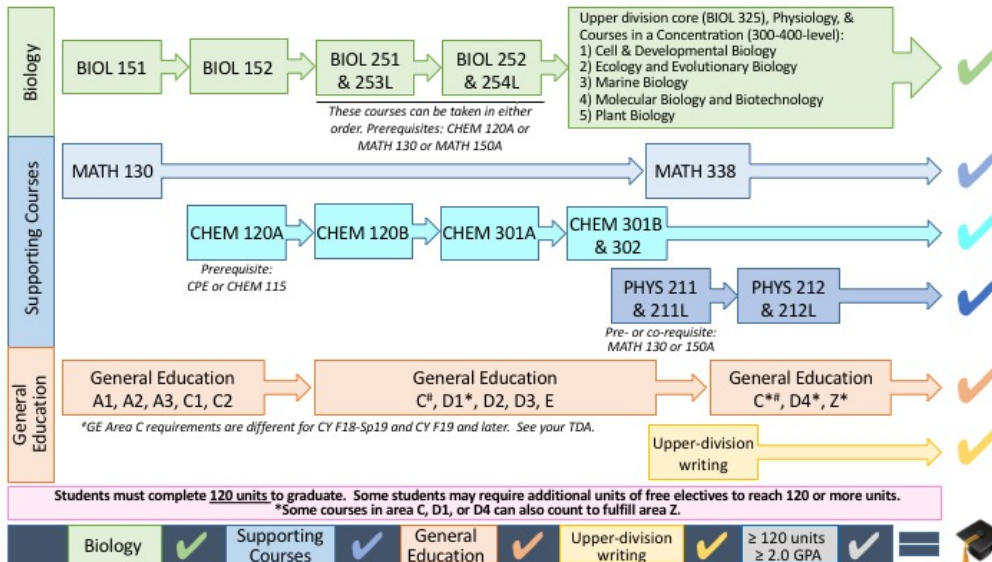 Biology
BIOL 151
BIOL 152
BIOL 251
& 253L
BIOL 252
& 254L
These courses can be taken in either
order. Prerequisites: CHEM 120A or
MATH 130 or MATH 150A
Upper division core (BIOL 325), Physiology, &
Courses in a Concentration (300-400-level):
1) Cell & Developmental Biology
2) Ecology and Evolutionary Biology
3) Marine Biology
4) Molecular Biology and Biotechnology
5) Plant Biology
Supporting Courses
MATH 130
MATH 338
CHEM 120A
CHEM 120B
CHEM 301A
CHEM 301B
& 302
Prerequisite:
CPE or CHEM 115
PHYS 211
& 211L
PHYS 212
& 212L
Pre- or co-requisite:
MATH 130 or 150A
General
Education
General Education
A1, A2, A3, C1, C2
General Education
C#, D1*, D2, D3, E
General Education
C*#, D4*, Z*
#GE Area C requirements are different for CY F18-Sp19 and CY F19 and later. See your TDA.
Upper-division
writing
Students must complete 120 units to graduate. Some students may require additional units of free electives to reach 120 or more units.
*Some courses in area C, D1, or D4 can also count to fulfill area Z.
Biology
Supporting
Courses
General
Education
Upper-division
writing
≥ 120 units
≥ 2.0 GPA